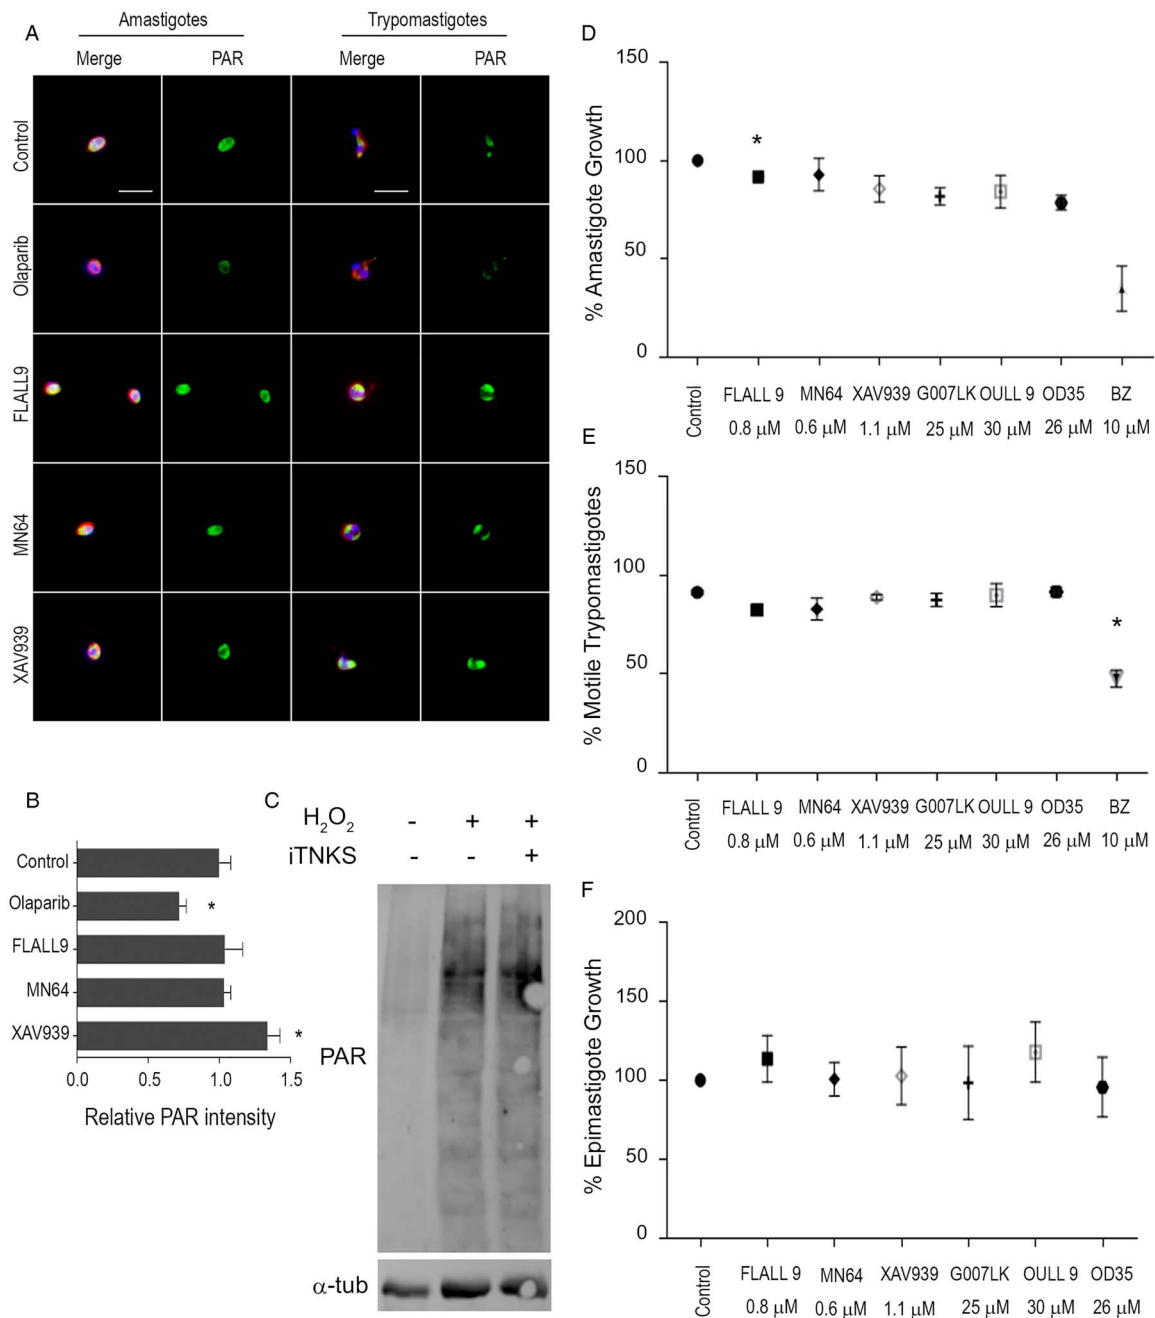 A
Amastigotes
Trypomastigotes
Merge
PAR
Merge
PAR
Control
Olaparib
FLALL9
MN64
XAV939
B
Control
Olaparib
*
FLALL9
MN64
XAV939
*
0.0 0.5 1.0 1.5
Relative PAR intensity
C
H2O2 - + +
iTNKS - - +
PAR
α-tub
D
% Amastigote Growth
150
100
50
0
*
Control FLALL 9 MN64 XAV939 G007LK OULL 9 OD35 BZ
0.8 μM 0.6 μM 1.1 μM 25 μM 30 μM 26 μM 10 μM
E
% Motile Trypomastigotes
150
100
50
0
*
Control FLALL 9 MN64 XAV939 G007LK OULL 9 OD35 BZ
0.8 μM 0.6 μM 1.1 μM 25 μM 30 μM 26 μM 10 μM
F
% Epimastigote Growth
200
150
100
50
0
Control FLALL 9 MN64 XAV939 G007LK OULL 9 OD35
0.8 μM 0.6 μM 1.1 μM 25 μM 30 μM 26 μM